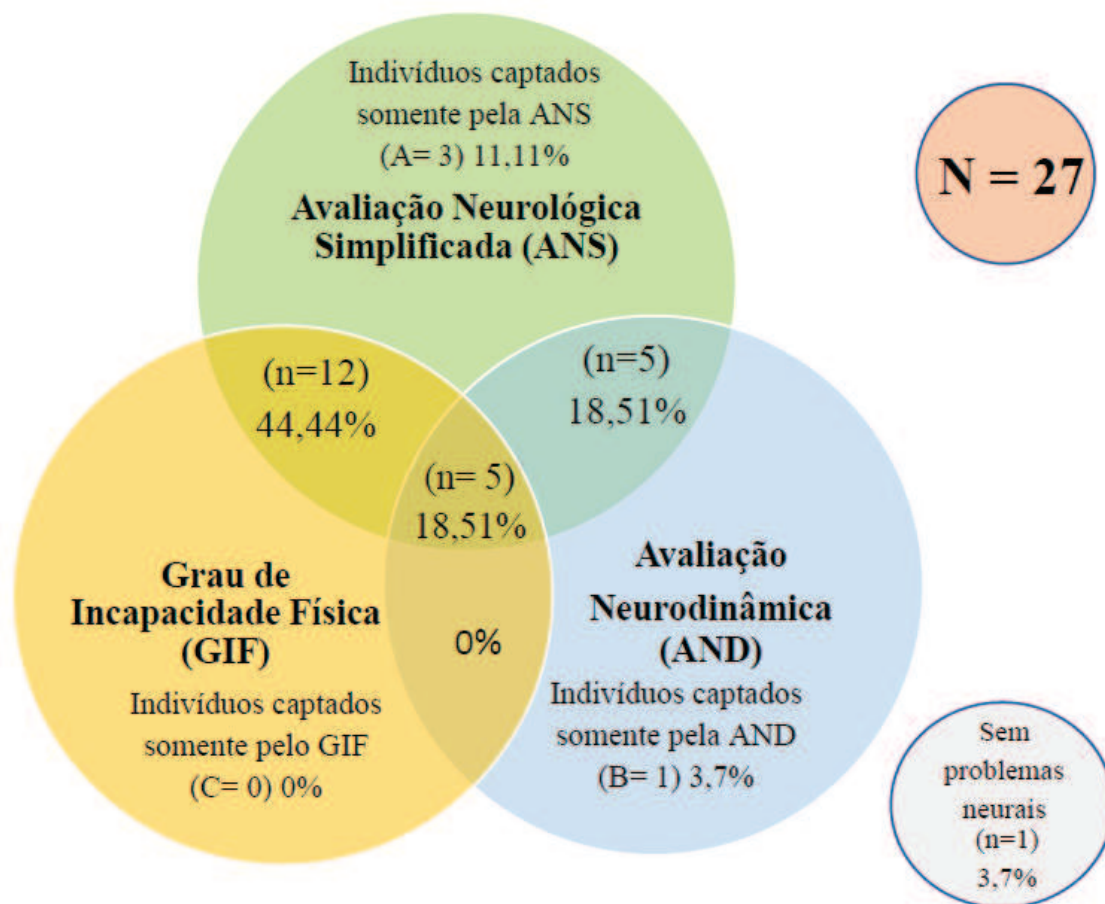 Indivíduos captados
somente pela ANS
(A= 3) 11,11%
Avaliação Neurológica
Simplificada (ANS)
N = 27
(n=12)
44,44%
(n=5)
18,51%
(n= 5)
18,51%
0%
Grau de
Incapacidade Física
(GIF)
Indivíduos captados
somente pelo GIF
(C= 0) 0%
Avaliação
Neurodinâmica
(AND)
Indivíduos captados
somente pela AND
(B= 1) 3,7%
Sem
problemas
neurais
(n=1)
3,7%